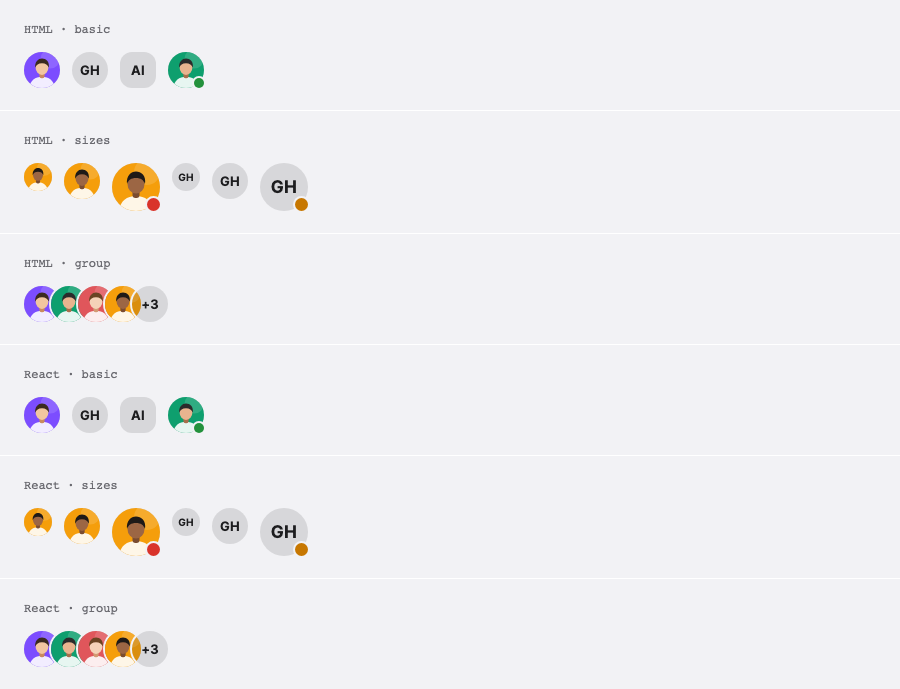 HTML · basic
GH AI
HTML · sizes
GH GH GH
HTML · group
+3
React · basic
GH AI
React · sizes
GH GH GH
React · group
+3